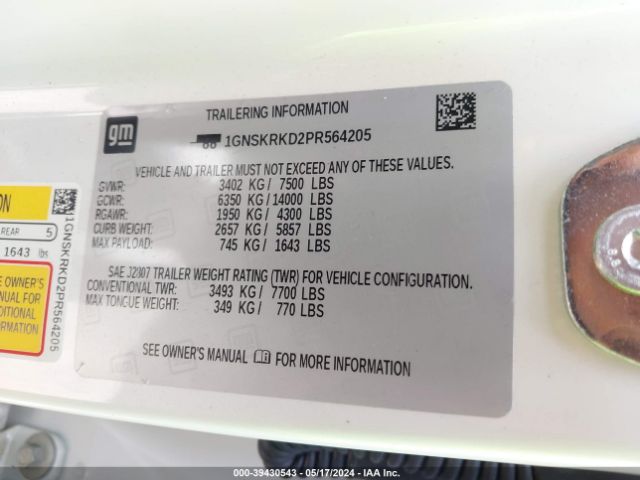 gm
TRAILERING INFORMATION
1GNSKRKD2PR564205
VEHICLE AND TRAILER MUST NOT EXCEED ANY OF THESE VALUES.
GVWR: 3402 KG / 7500 LBS
GCWR: 6350 KG / 14000 LBS
RGAWR: 1950 KG / 4300 LBS
CURB WEIGHT: 2657 KG / 5857 LBS
MAX PAYLOAD: 745 KG / 1643 LBS
SAE J2807 TRAILER WEIGHT RATING (TWR) FOR VEHICLE CONFIGURATION.
CONVENTIONAL TWR: 3493 KG / 7700 LBS
MAX TONGUE WEIGHT: 349 KG / 770 LBS
SEE OWNER'S MANUAL FOR MORE INFORMATION
ON
REAR 5
1643 lbs
E OWNER'S
NUAL FOR
DITIONAL
ORMATION
1GNSKRKD2PR564205
000-39430543 - 05/17/2024 - IAA Inc.